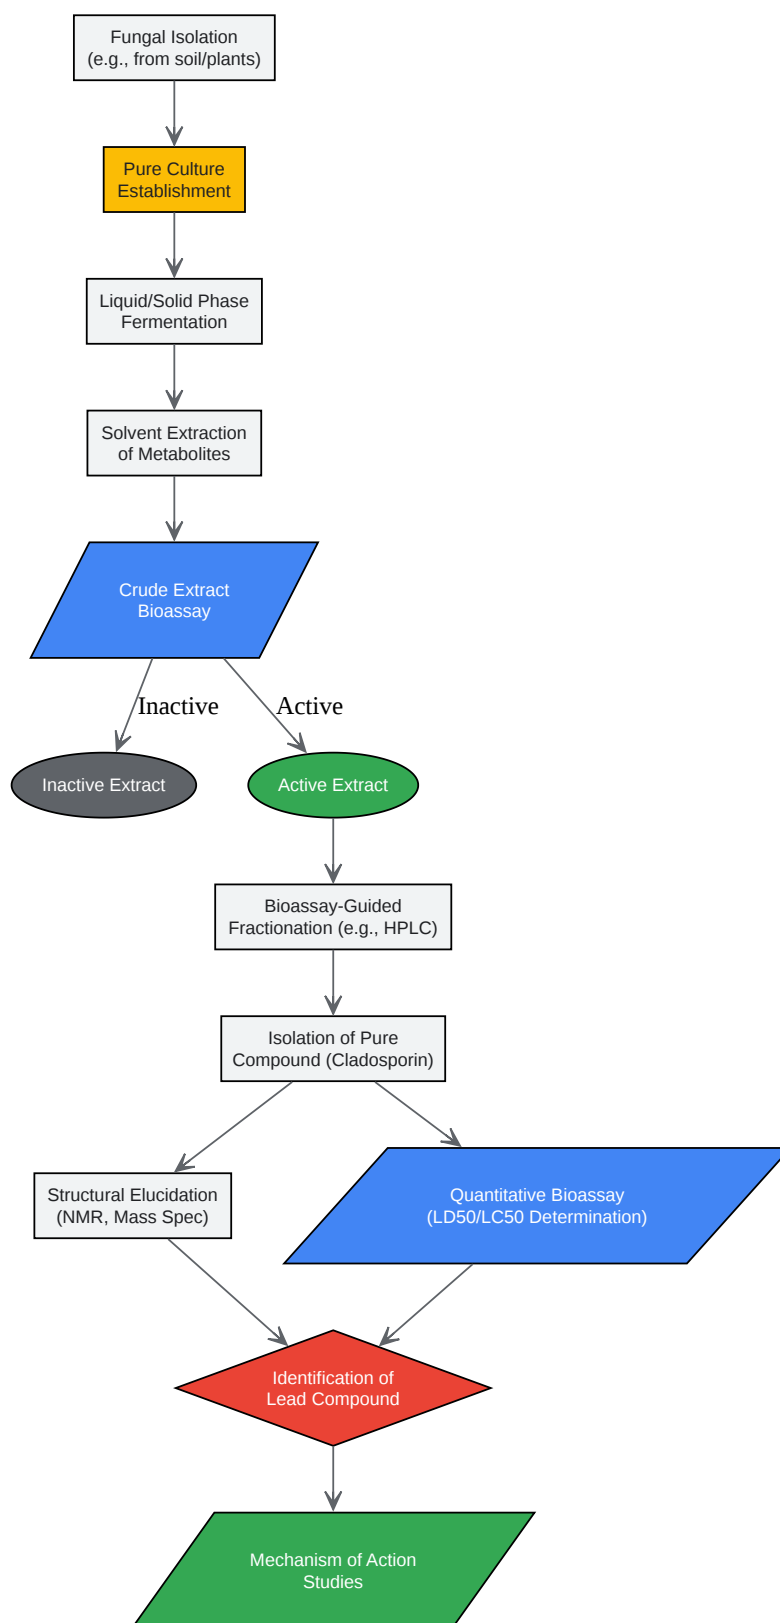 Fungal Isolation
(e.g., from soil/plants)
Pure Culture
Establishment
Liquid/Solid Phase
Fermentation
Solvent Extraction
of Metabolites
Crude Extract
Bioassay
Inactive
Active
Inactive Extract
Active Extract
Bioassay-Guided
Fractionation (e.g., HPLC)
Isolation of Pure
Compound (Cladosporin)
Structural Elucidation
(NMR, Mass Spec)
Quantitative Bioassay
(LD50/LC50 Determination)
Identification of
Lead Compound
Mechanism of Action
Studies